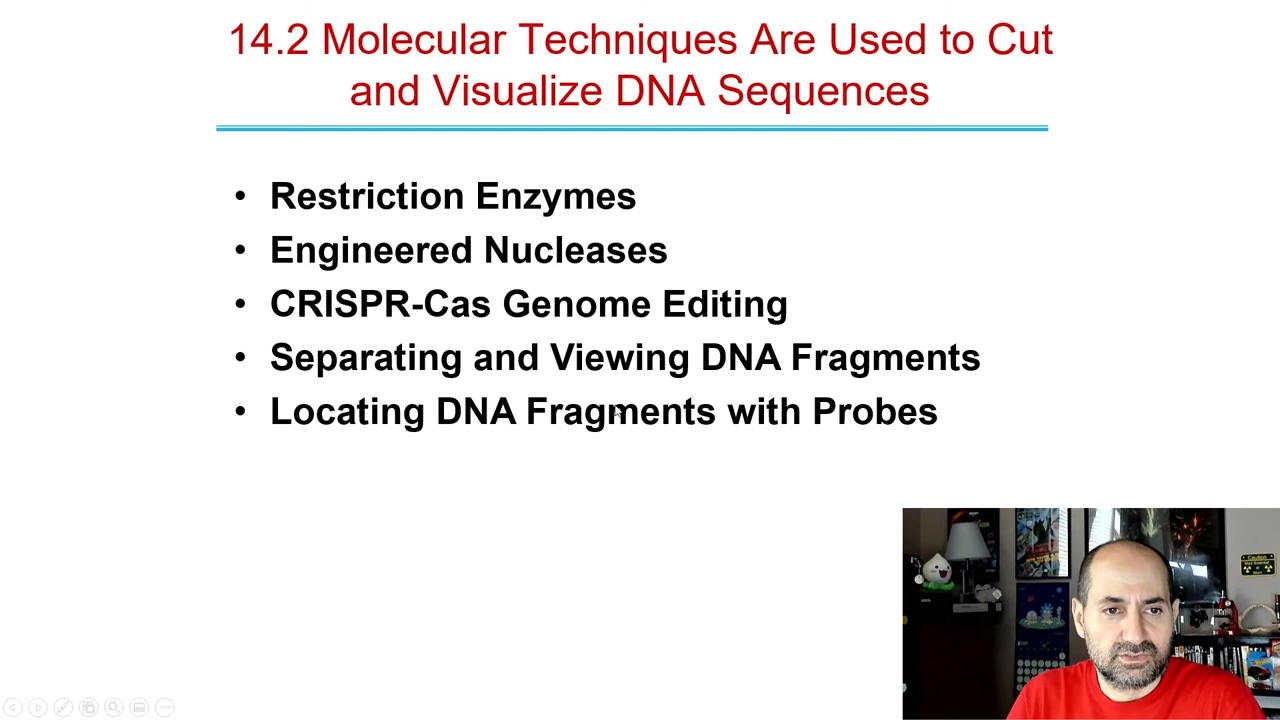 14.2 Molecular Techniques Are Used to Cut
and Visualize DNA Sequences
• Restriction Enzymes
• Engineered Nucleases
• CRISPR-Cas Genome Editing
• Separating and Viewing DNA Fragments
• Locating DNA Fragments with Probes
Caution